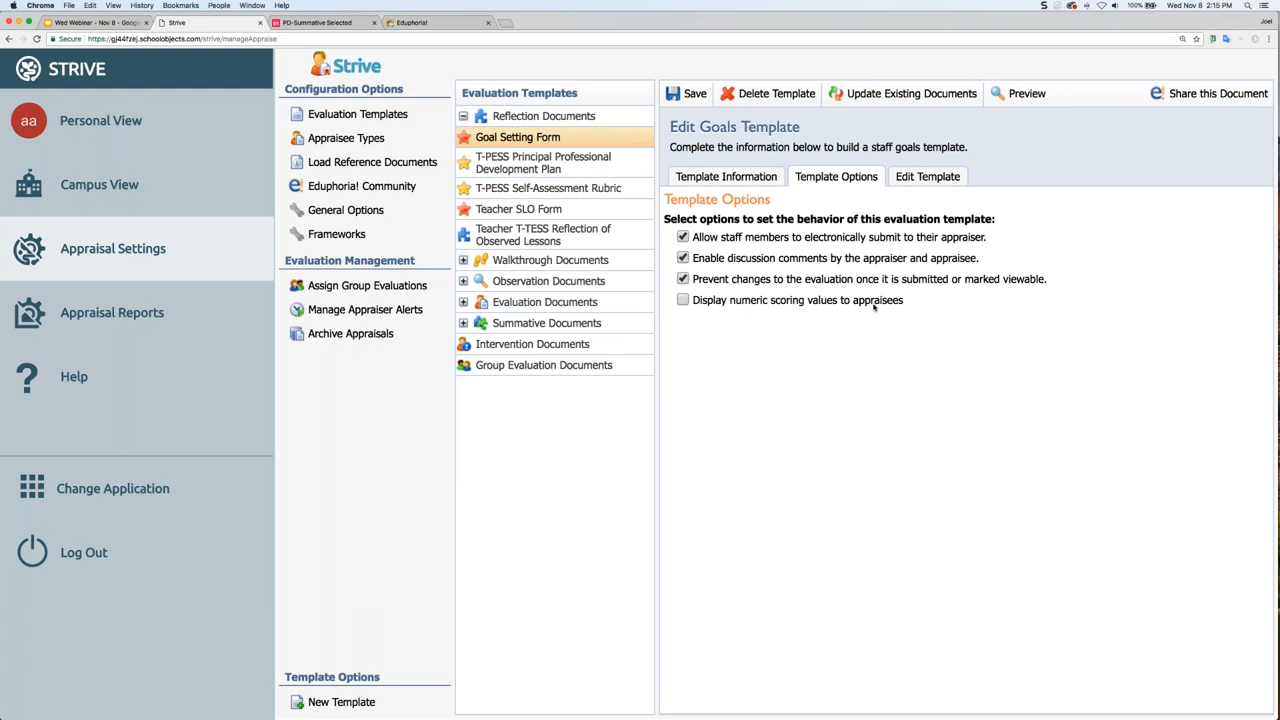 Chrome File Edit View History Bookmarks People Window Help
100% Wed Nov 8 2:15 PM
Wed Webinar - Nov 8 - Googl
Strive
PD-Summative Selected
Eduphoria!
Joel
Secure https://gj44fzej.schoolobjects.com/strive/manageAppraise
STRIVE
aa
Personal View
Campus View
Appraisal Settings
Appraisal Reports
Help
Change Application
Log Out
Strive
Configuration Options
Evaluation Templates
Appraisee Types
Load Reference Documents
Eduphoria! Community
General Options
Frameworks
Evaluation Management
Assign Group Evaluations
Manage Appraiser Alerts
Archive Appraisals
Template Options
New Template
Evaluation Templates
Reflection Documents
Goal Setting Form
T-PESS Principal Professional
Development Plan
T-PESS Self-Assessment Rubric
Teacher SLO Form
Teacher T-TESS Reflection of
Observed Lessons
Walkthrough Documents
Observation Documents
Evaluation Documents
Summative Documents
Intervention Documents
Group Evaluation Documents
Save Delete Template Update Existing Documents Preview Share this Document
Edit Goals Template
Complete the information below to build a staff goals template.
Template Information Template Options Edit Template
Template Options
Select options to set the behavior of this evaluation template:
Allow staff members to electronically submit to their appraiser.
Enable discussion comments by the appraiser and appraisee.
Prevent changes to the evaluation once it is submitted or marked viewable.
Display numeric scoring values to appraisees